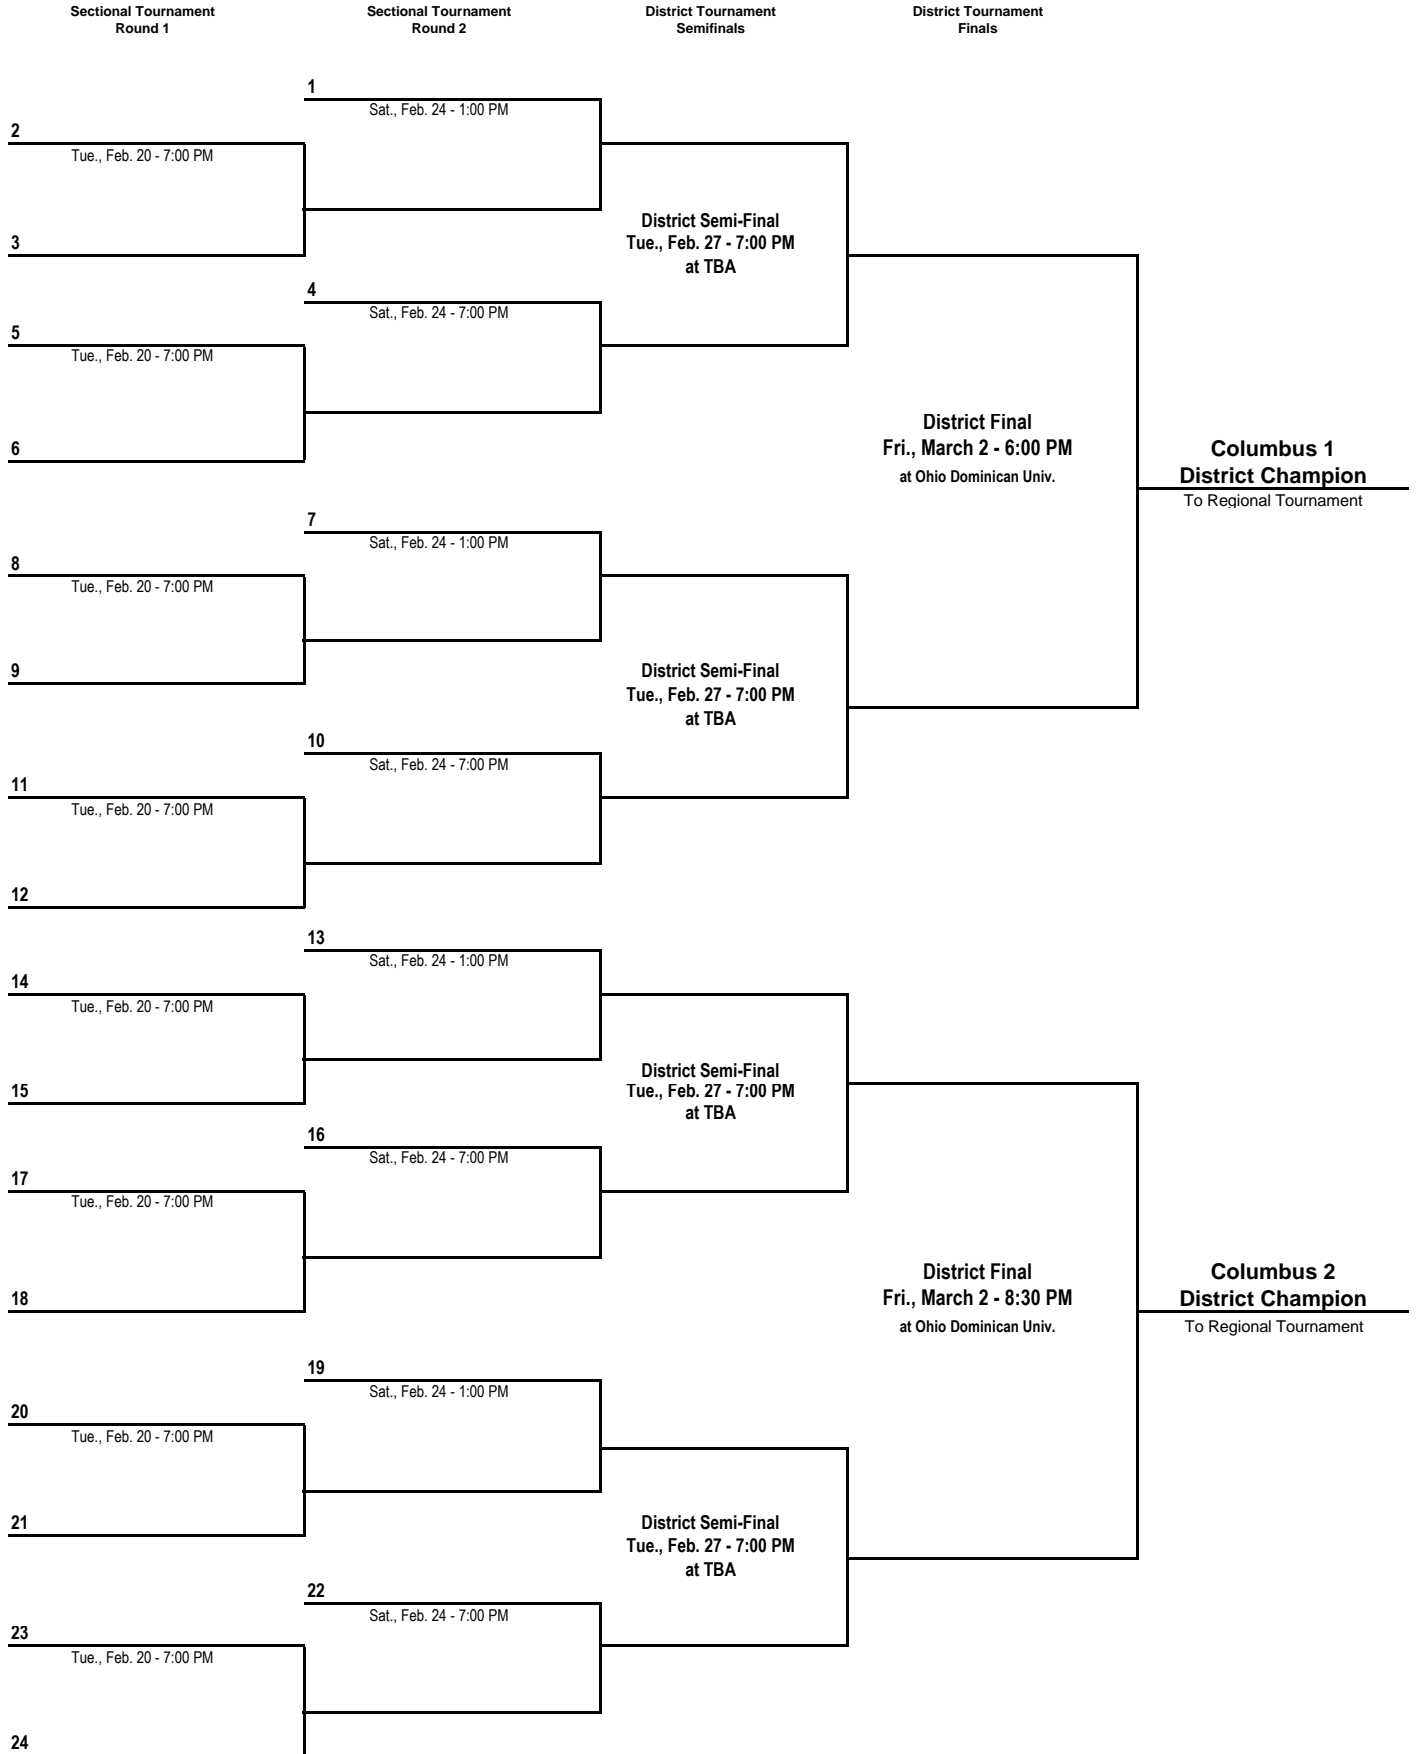 Sectional Tournament
Round 1
Sectional Tournament
Round 2
District Tournament
Semifinals
District Tournament
Finals
1
Sat., Feb. 24 - 1:00 PM
2
Tue., Feb. 20 - 7:00 PM
3
District Semi-Final
Tue., Feb. 27 - 7:00 PM
at TBA
4
Sat., Feb. 24 - 7:00 PM
5
Tue., Feb. 20 - 7:00 PM
6
District Final
Fri., March 2 - 6:00 PM
at Ohio Dominican Univ.
Columbus 1
District Champion
To Regional Tournament
7
Sat., Feb. 24 - 1:00 PM
8
Tue., Feb. 20 - 7:00 PM
9
District Semi-Final
Tue., Feb. 27 - 7:00 PM
at TBA
10
Sat., Feb. 24 - 7:00 PM
11
Tue., Feb. 20 - 7:00 PM
12
13
Sat., Feb. 24 - 1:00 PM
14
Tue., Feb. 20 - 7:00 PM
15
District Semi-Final
Tue., Feb. 27 - 7:00 PM
at TBA
16
Sat., Feb. 24 - 7:00 PM
17
Tue., Feb. 20 - 7:00 PM
18
District Final
Fri., March 2 - 8:30 PM
at Ohio Dominican Univ.
Columbus 2
District Champion
To Regional Tournament
19
Sat., Feb. 24 - 1:00 PM
20
Tue., Feb. 20 - 7:00 PM
21
District Semi-Final
Tue., Feb. 27 - 7:00 PM
at TBA
22
Sat., Feb. 24 - 7:00 PM
23
Tue., Feb. 20 - 7:00 PM
24